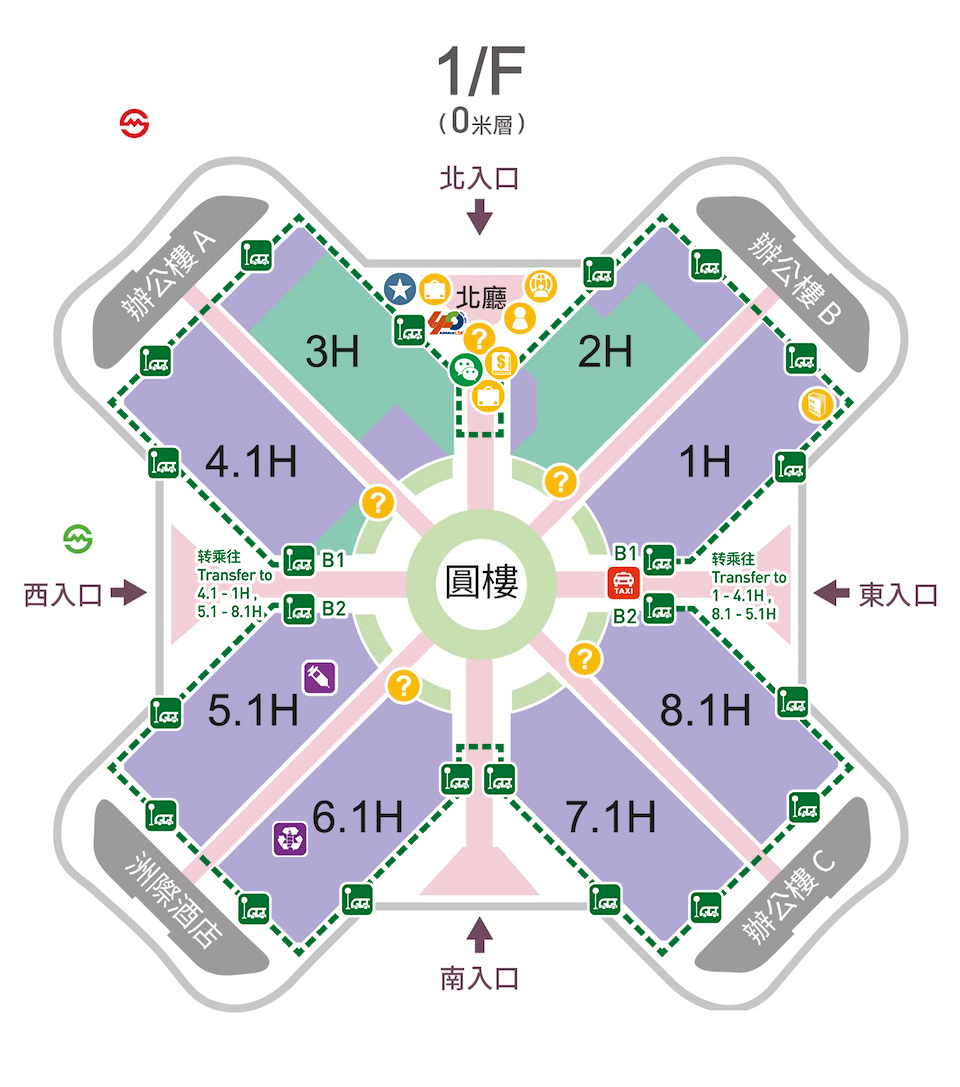 1/F
(0米層)
北入口
辦公樓 A
辦公樓 B
北廳
40
3H
2H
4.1H
1H
转乘往
Transfer to
4.1 - 1H ,
5.1 - 8.1H,
B1
B2
圓樓
B1
TAXI
B2
转乘往
Transfer to
1 - 4.1H ,
8.1 - 5.1H
西入口
東入口
5.1H
8.1H
6.1H
7.1H
洲際酒店
辦公樓 C
南入口